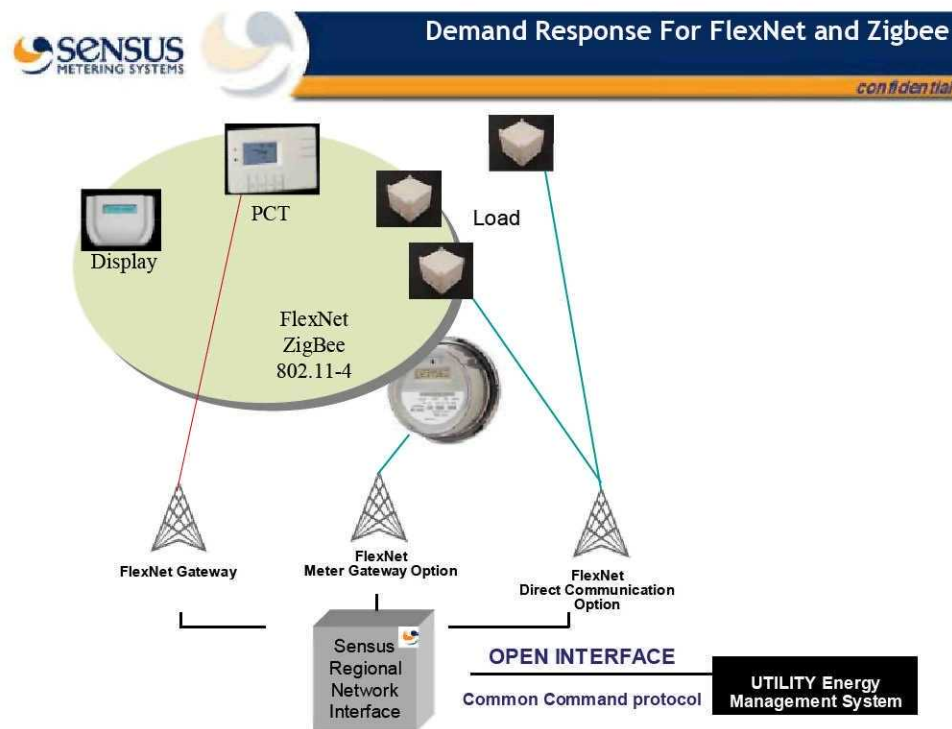 Demand Response For FlexNet and Zigbee
SENSUS
METERING SYSTEMS
confidential
PCT
Load
Display
FlexNet
ZigBee
802.11-4
FlexNet Gateway
FlexNet
Meter Gateway Option
FlexNet
Direct Communication
Option
Sensus
Regional
Network
Interface
OPEN INTERFACE
Common Command protocol
UTILITY Energy
Management System